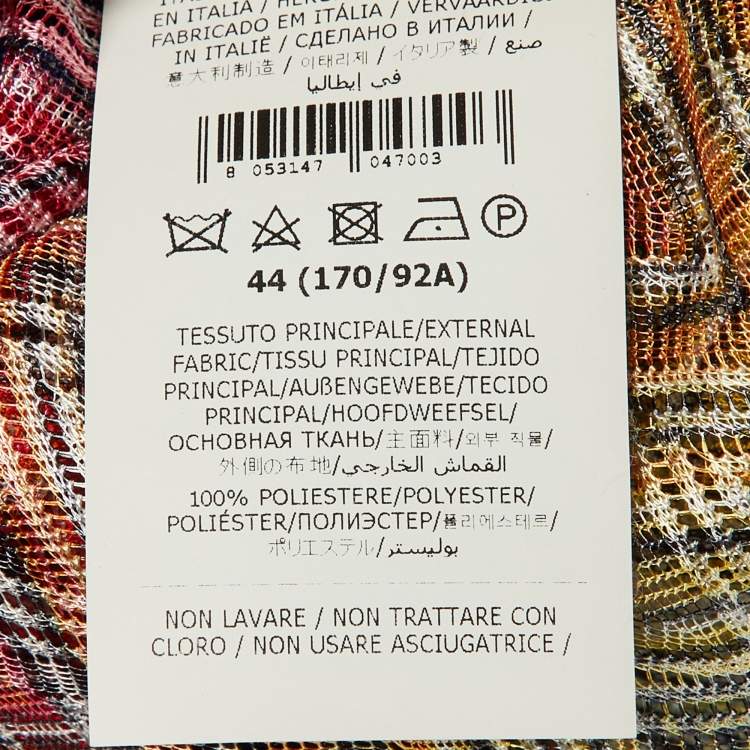 EN ITALIA /
FABRICADO EM ITÁLIA /
IN ITALIË / СДЕЛАНО В ИТАЛИИ /
意大利制造 / 이태리제 / イタリア製 / صنع
في إيطاليا
8 053147 047003
P
44 (170/92A)
TESSUTO PRINCIPALE/EXTERNAL
FABRIC/TISSU PRINCIPAL/TEJIDO
PRINCIPAL/AUßENGEWEBE/TECIDO
PRINCIPAL/HOOFDWEEFSEL/
ОСНОВНАЯ ТКАНЬ/主面料/외부 직물/
外側の布地/القماش الخارجي/
100% POLIESTERE/POLYESTER/
POLIÉSTER/ПОЛИЭСТЕР/폴리에스테르/
ポリエステル/بوليستر/
NON LAVARE / NON TRATTARE CON
CLORO / NON USARE ASCIUGATRICE /